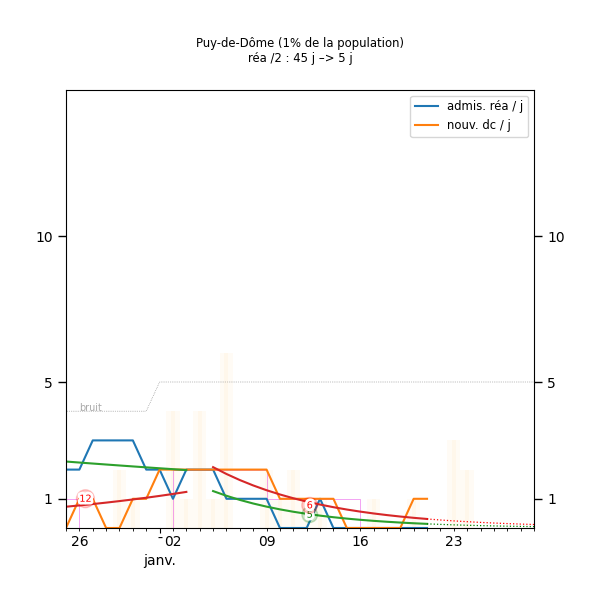 Puy-de-Dôme (1% de la population)
réa /2 : 45 j –> 5 j
admis. réa / j
nouv. dc / j
10
10
5
5
bruit
12
6
5
1
1
26
02
09
16
23
janv.